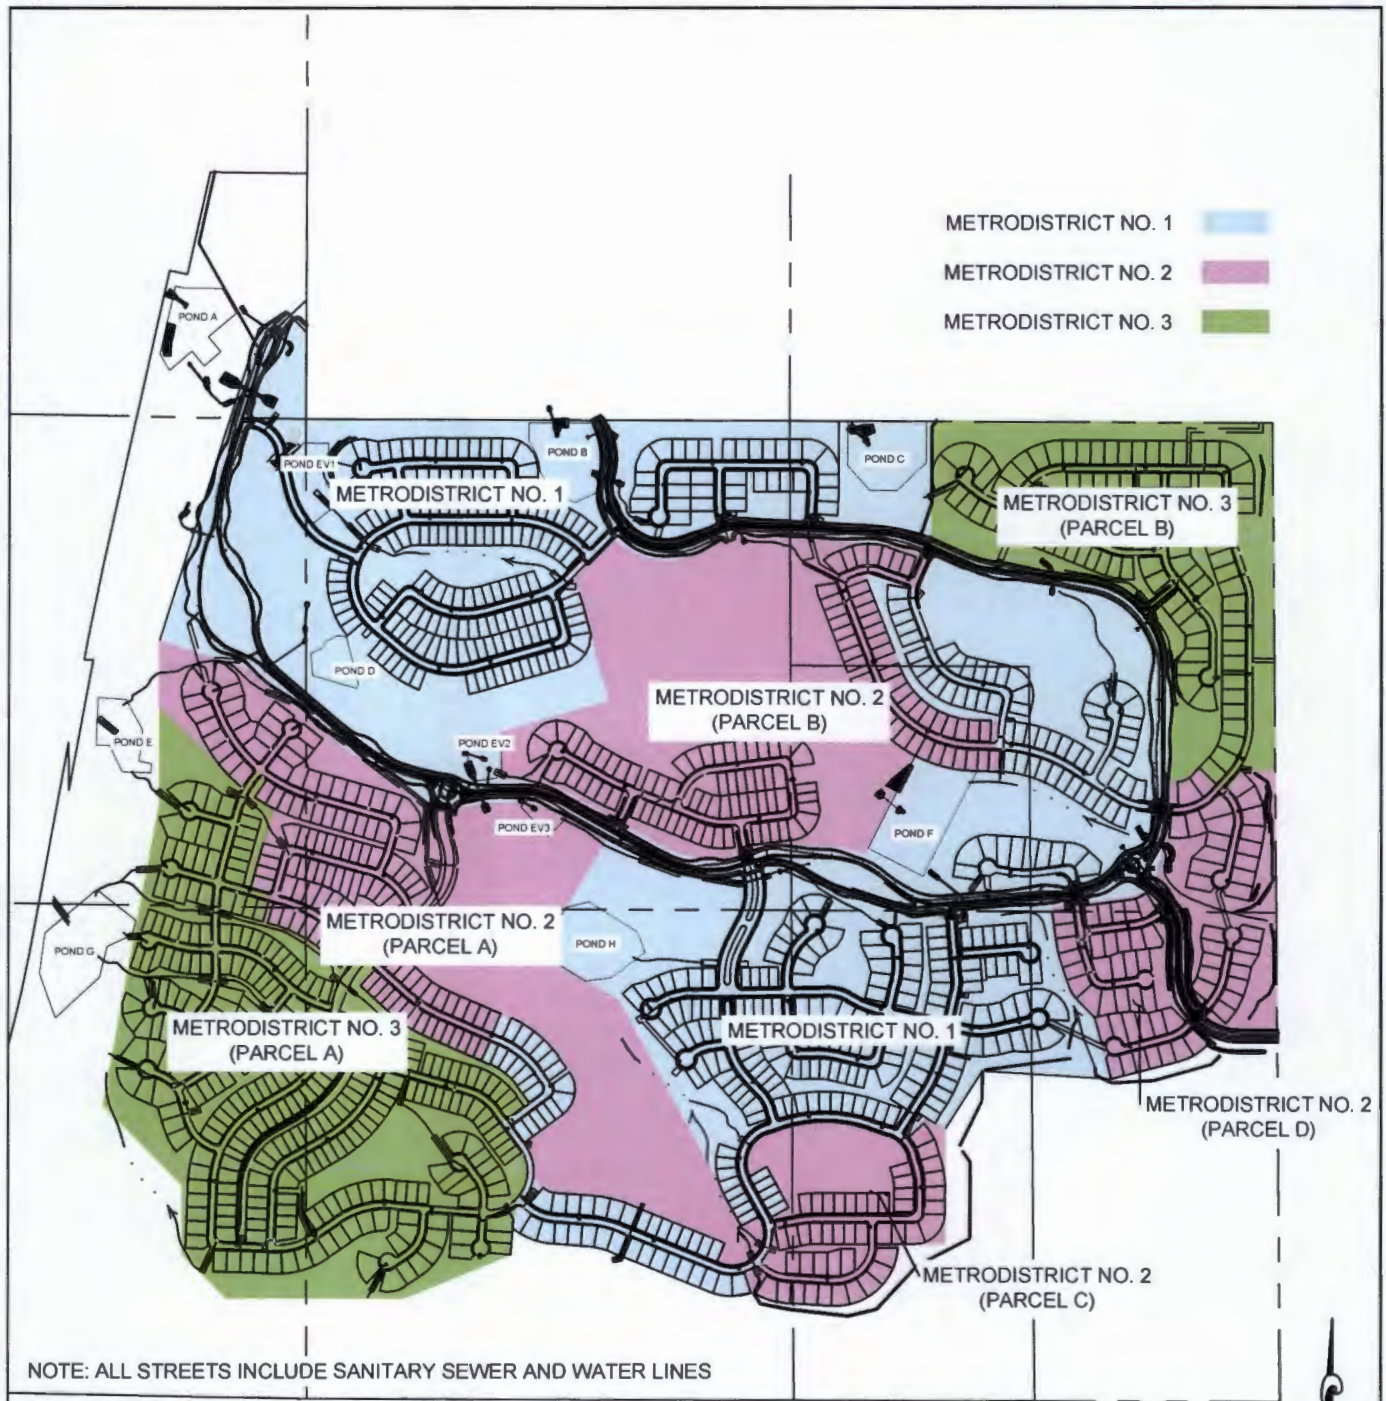 METRODISTRICT NO. 1
METRODISTRICT NO. 2
METRODISTRICT NO. 3
POND A
POND B
POND C
POND EV1
METRODISTRICT NO. 1
METRODISTRICT NO. 3
(PARCEL B)
POND D
METRODISTRICT NO. 2
(PARCEL B)
POND E
POND EV2
POND EV3
POND F
METRODISTRICT NO. 2
(PARCEL A)
POND H
POND G
METRODISTRICT NO. 3
(PARCEL A)
METRODISTRICT NO. 1
METRODISTRICT NO. 2
(PARCEL D)
METRODISTRICT NO. 2
(PARCEL C)
NOTE: ALL STREETS INCLUDE SANITARY SEWER AND WATER LINES